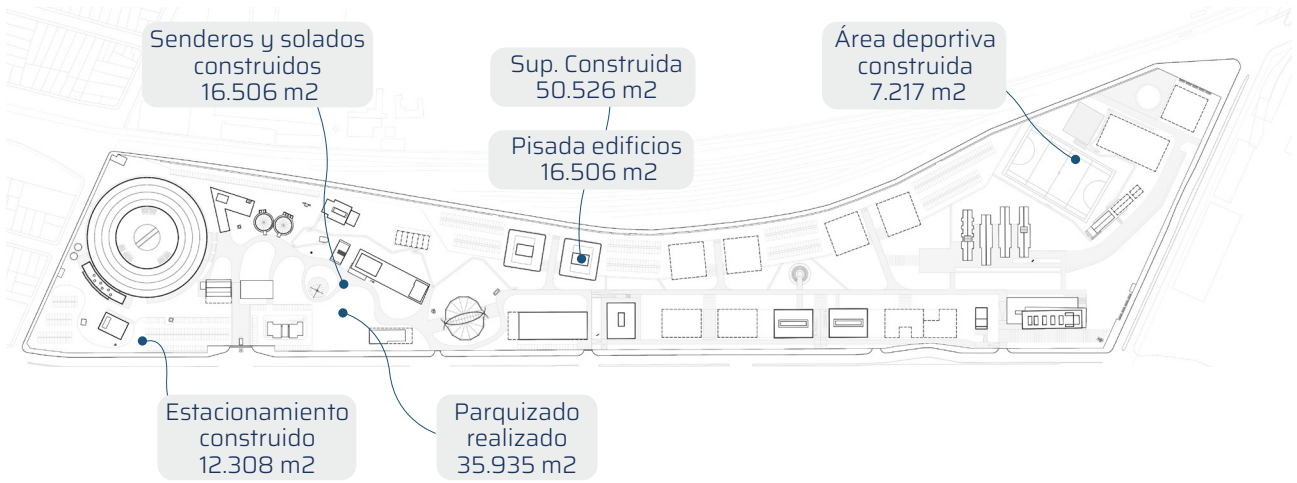 Senderos y solados
construidos
16.506 m2
Sup. Construida
50.526 m2
Pisada edificios
16.506 m2
Área deportiva
construida
7.217 m2
Estacionamiento
construido
12.308 m2
Parquizado
realizado
35.935 m2